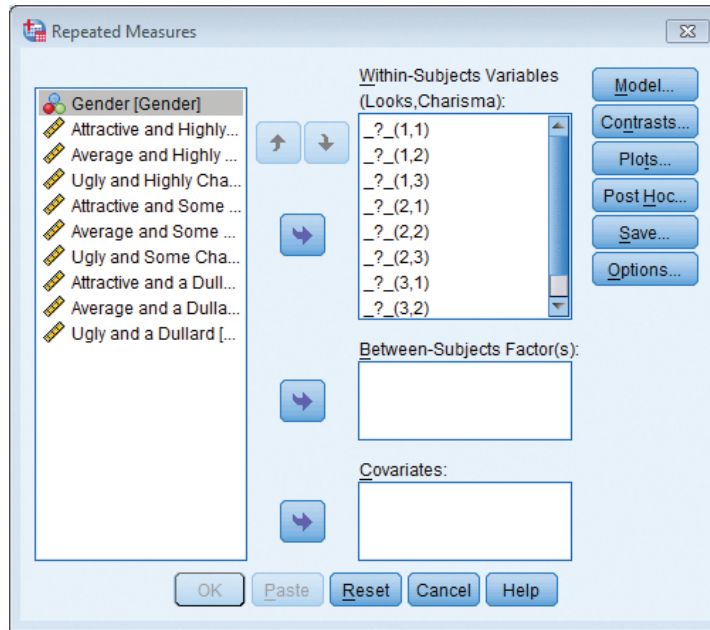 Repeated Measures
Gender [Gender]
Attractive and Highly...
Average and Highly ...
Ugly and Highly Cha...
Attractive and Some ...
Average and Some ...
Ugly and Some Cha...
Attractive and a Dull...
Average and a Dulla...
Ugly and a Dullard [...
Within-Subjects Variables
(Looks,Charisma):
_?_(1,1)
_?_(1,2)
_?_(1,3)
_?_(2,1)
_?_(2,2)
_?_(2,3)
_?_(3,1)
_?_(3,2)
Between-Subjects Factor(s):
Covariates:
Model...
Contrasts...
Plots...
Post Hoc...
Save...
Options...
OK Paste Reset Cancel Help